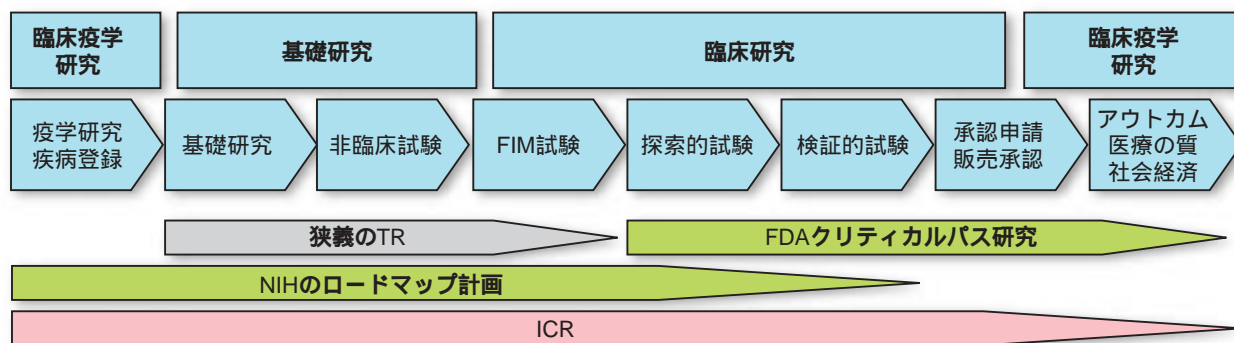 臨床疫学
研究
基礎研究
臨床研究
臨床疫学
研究
疫学研究
疾病登録
基礎研究
非臨床試験
FIM試験
探索的試験
検証的試験
承認申請
販売承認
アウトカム
医療の質
社会経済
狭義のTR
FDAクリティカルパス研究
NIHのロードマップ計画
ICR